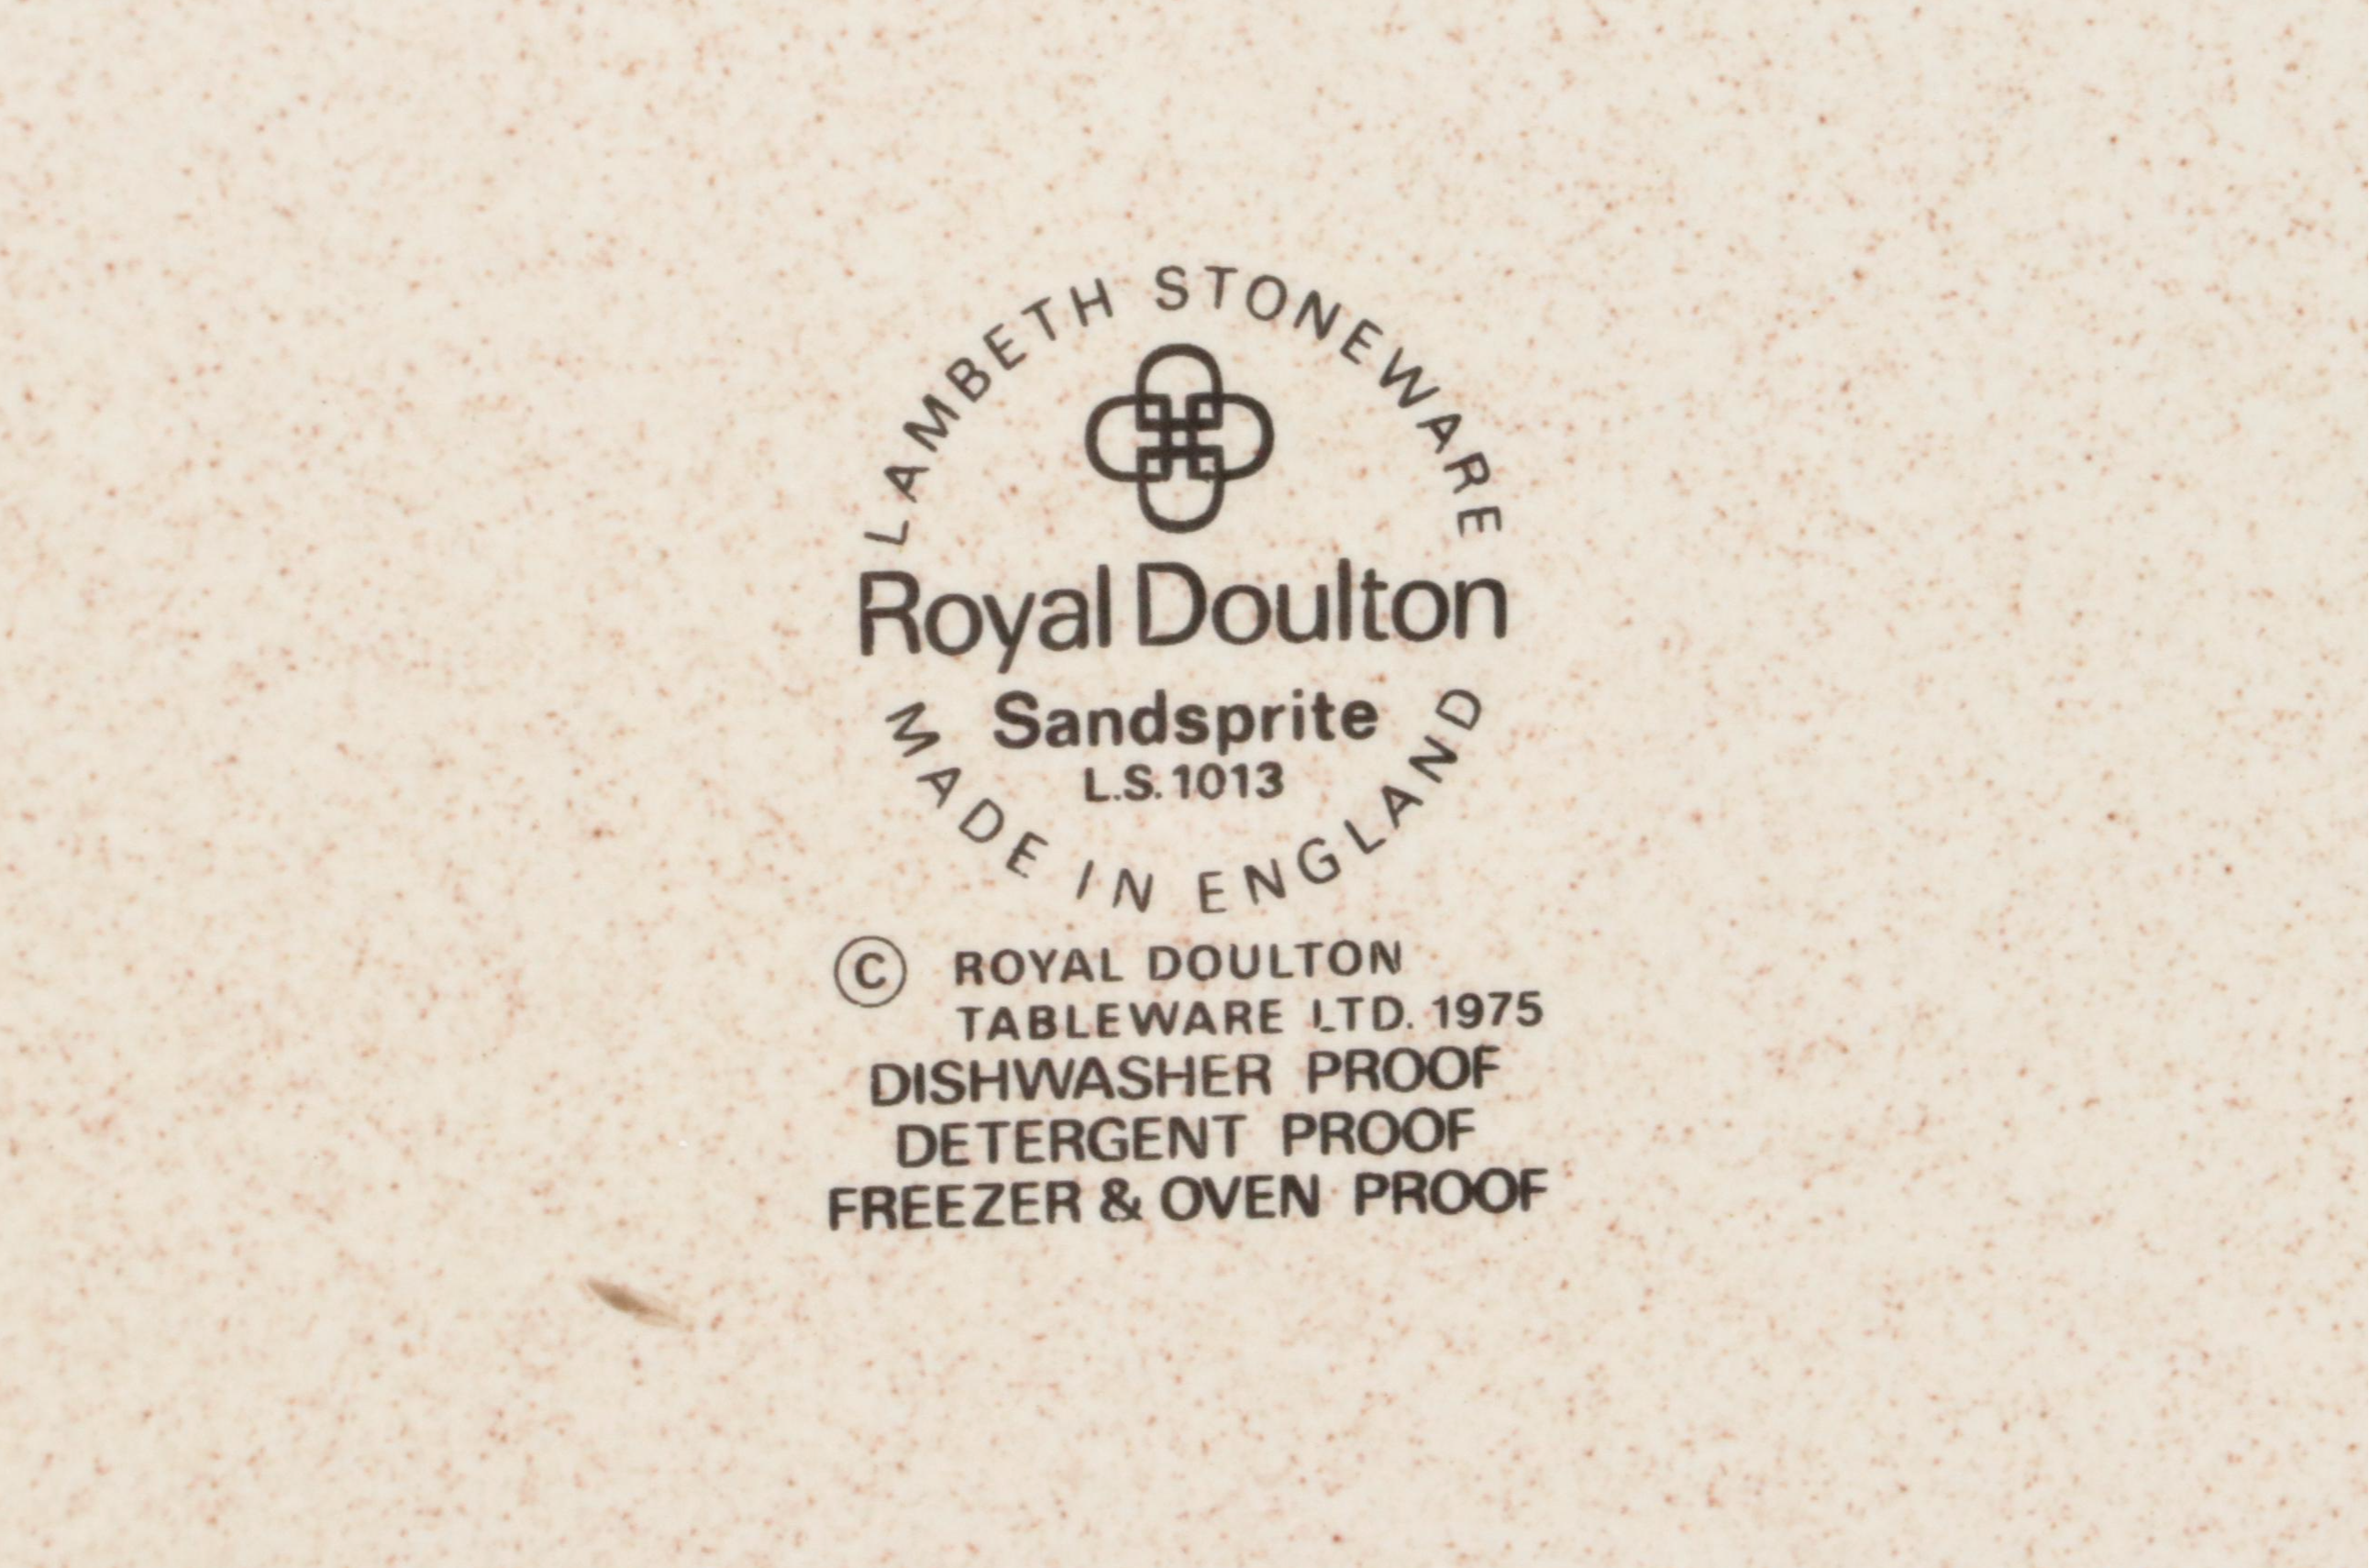 LAMBETH STONEWARE
Royal Doulton
Sandsprite
L.S. 1013
MADE IN ENGLAND
© ROYAL DOULTON
TABLEWARE LTD. 1975
DISHWASHER PROOF
DETERGENT PROOF
FREEZER & OVEN PROOF